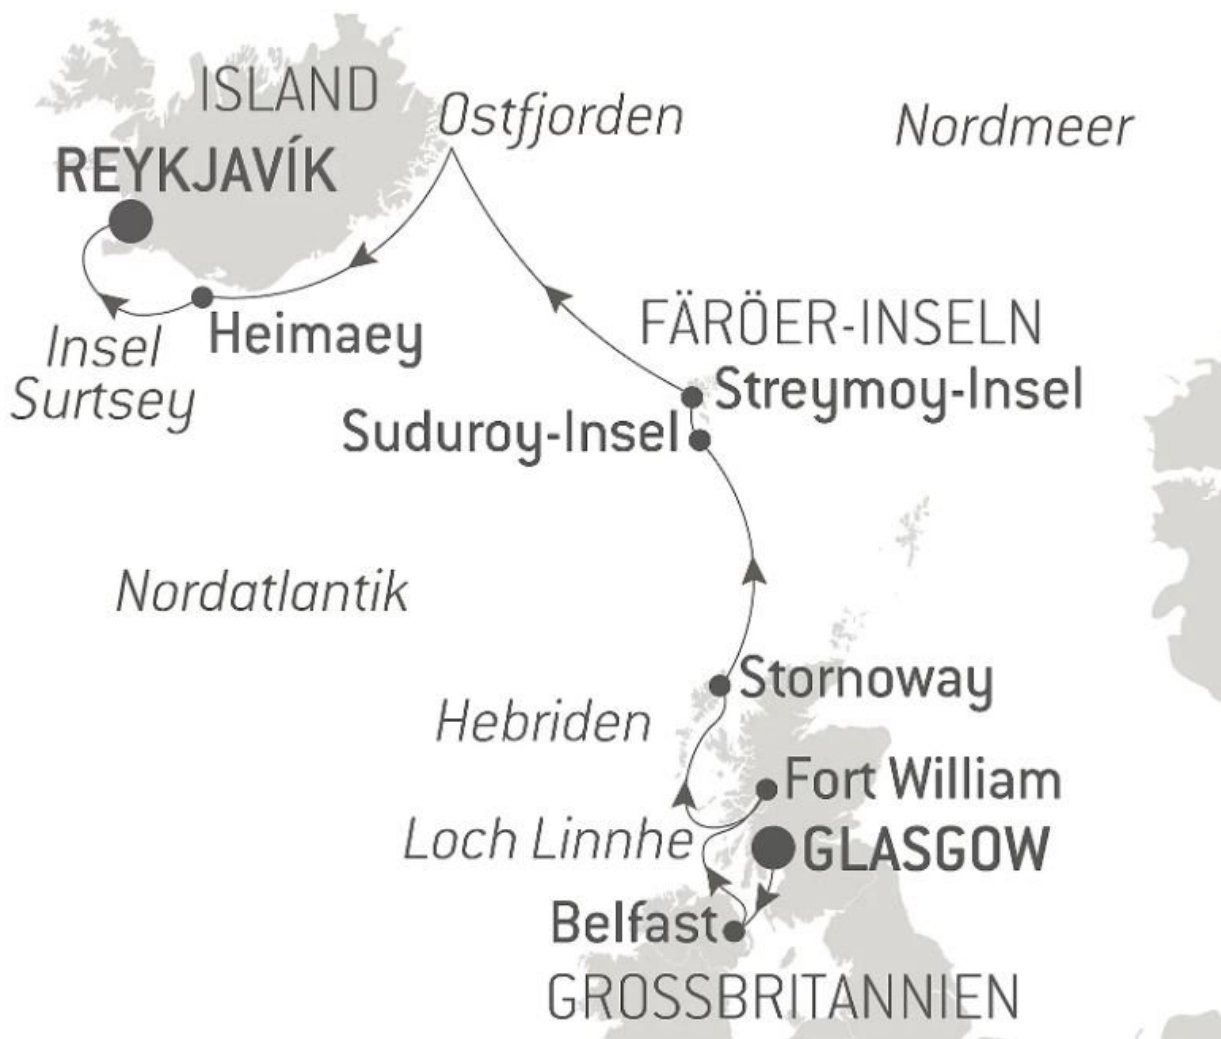 ISLAND
Ostfjorden
Nordmeer
REYKJAVÍK
FÄRÖER-INSELN
Heimaey
Insel
Surtsey
Streymoy-Insel
Suduroy-Insel
Nordatlantik
Stornoway
Hebriden
Fort William
Loch Linnhe
GLASGOW
Belfast
GROSSBRITANNIEN